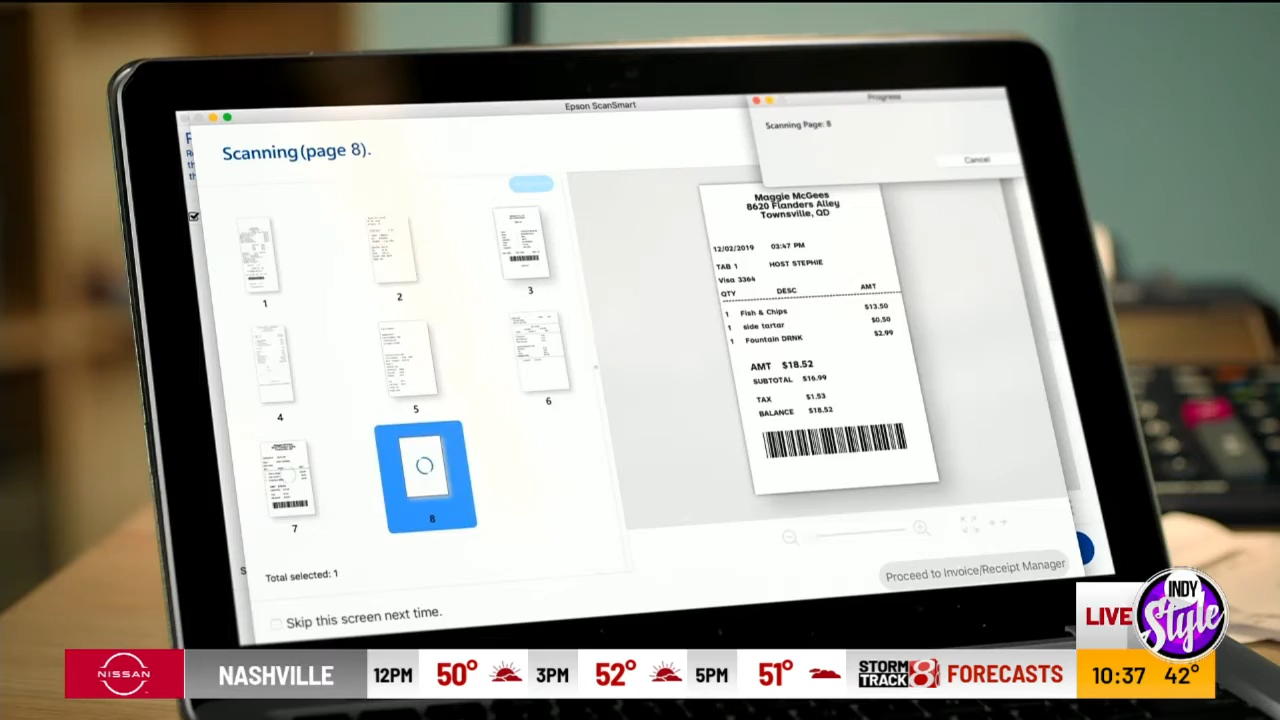 Epson ScanSmart
Progress
Scanning Page: 8
Cancel
Scanning (page 8).
1
2
3
4
5
6
7
8
Maggie McGees
8620 Flanders Alley
Townsville, QD
12/02/2019 03:47 PM
TAB 1 HOST STEPHIE
Visa 3364
QTY DESC AMT
1 Fish & Chips $13.50
1 side tartar $0.50
1 Fountain DRNK $2.99
AMT $18.52
SUBTOTAL $16.99
TAX $1.53
BALANCE $18.52
Total selected: 1
Skip this screen next time.
Proceed to Invoice/Receipt Manager
LIVE
INDY
Style
NISSAN
NASHVILLE
12PM 50°
3PM 52°
5PM 51°
STORM
TRACK 8
FORECASTS
10:37 42°